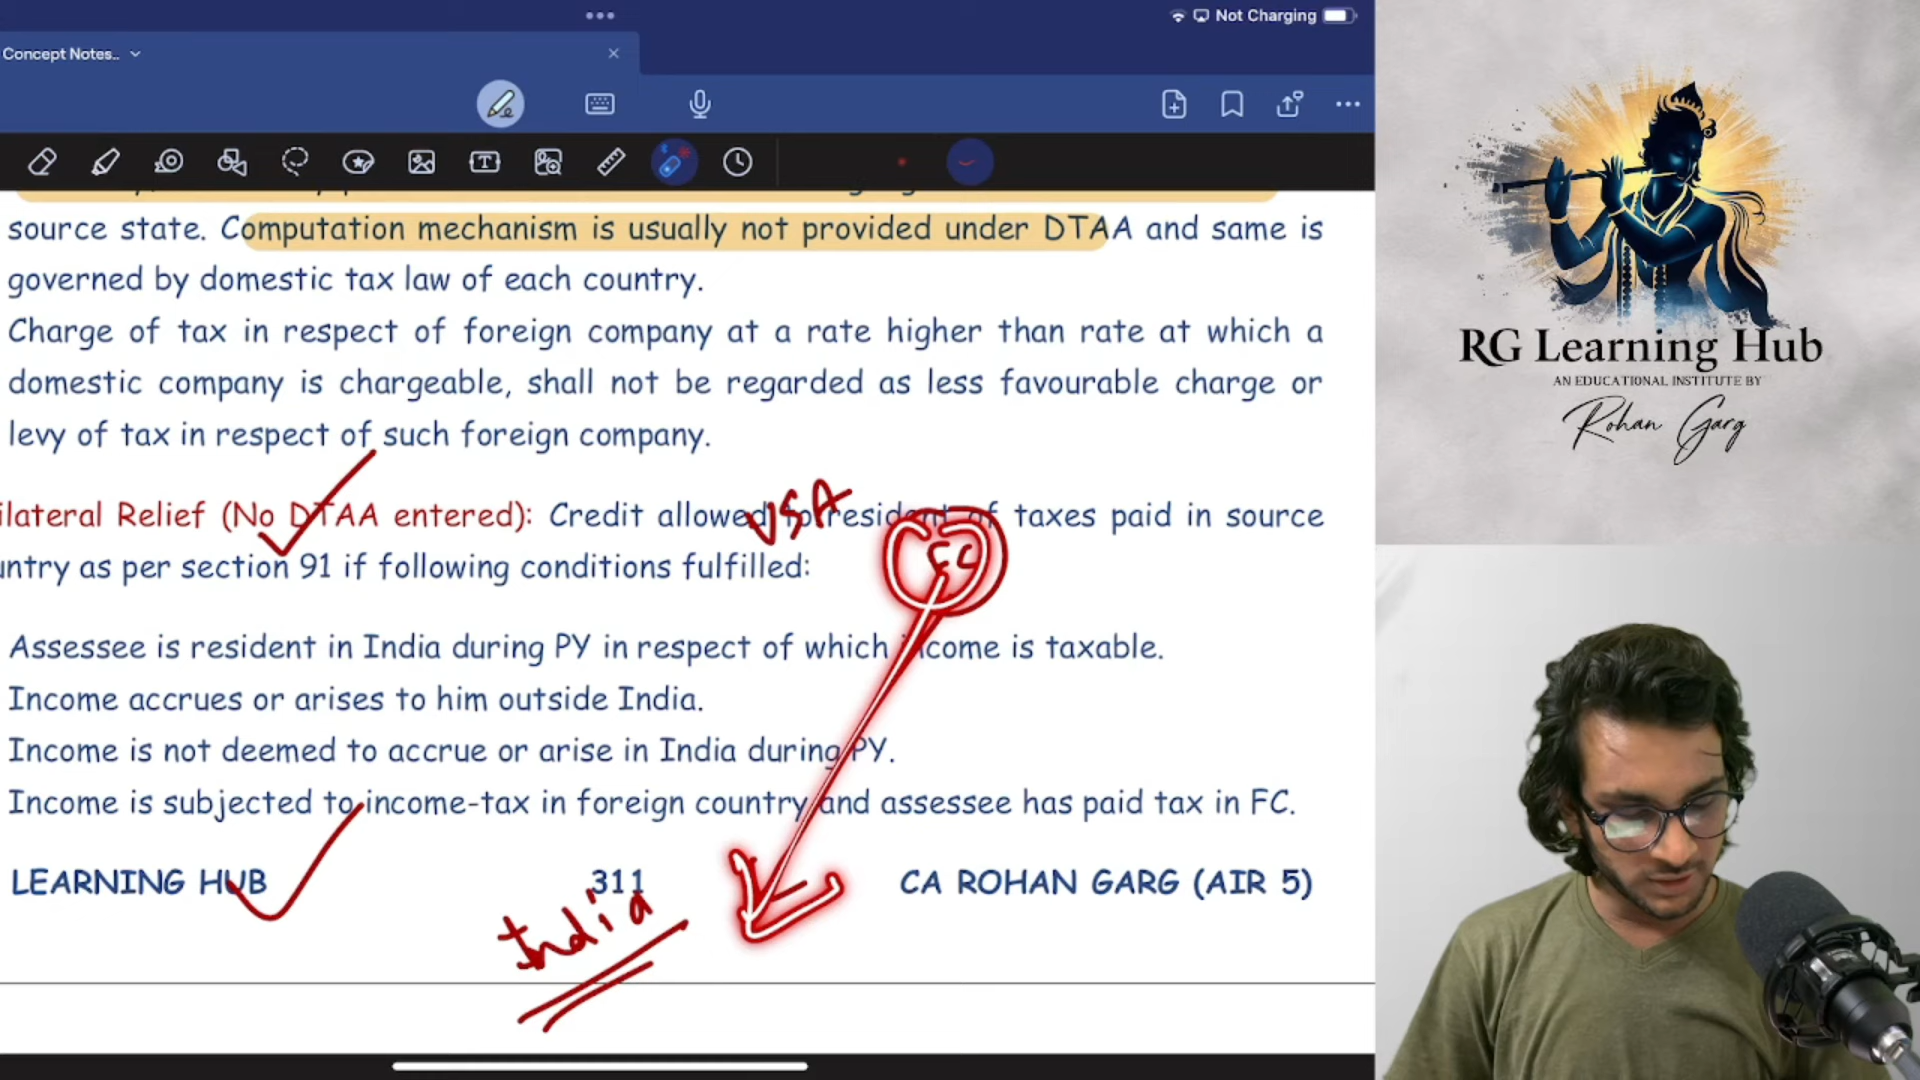 Not Charging
Concept Notes..
source state. Computation mechanism is usually not provided under DTAA and same is
governed by domestic tax law of each country.
Charge of tax in respect of foreign company at a rate higher than rate at which a
domestic company is chargeable, shall not be regarded as less favourable charge or
levy of tax in respect of such foreign company.
USA
ilateral Relief (No DTAA entered): Credit allowed to resident of taxes paid in source
untry as per section 91 if following conditions fulfilled:
FC
Assessee is resident in India during PY in respect of which income is taxable.
Income accrues or arises to him outside India.
Income is not deemed to accrue or arise in India during PY.
Income is subjected to income-tax in foreign country and assessee has paid tax in FC.
LEARNING HUB 311 CA ROHAN GARG (AIR 5)
India
RG Learning Hub
AN EDUCATIONAL INSTITUTE BY
Rohan Garg